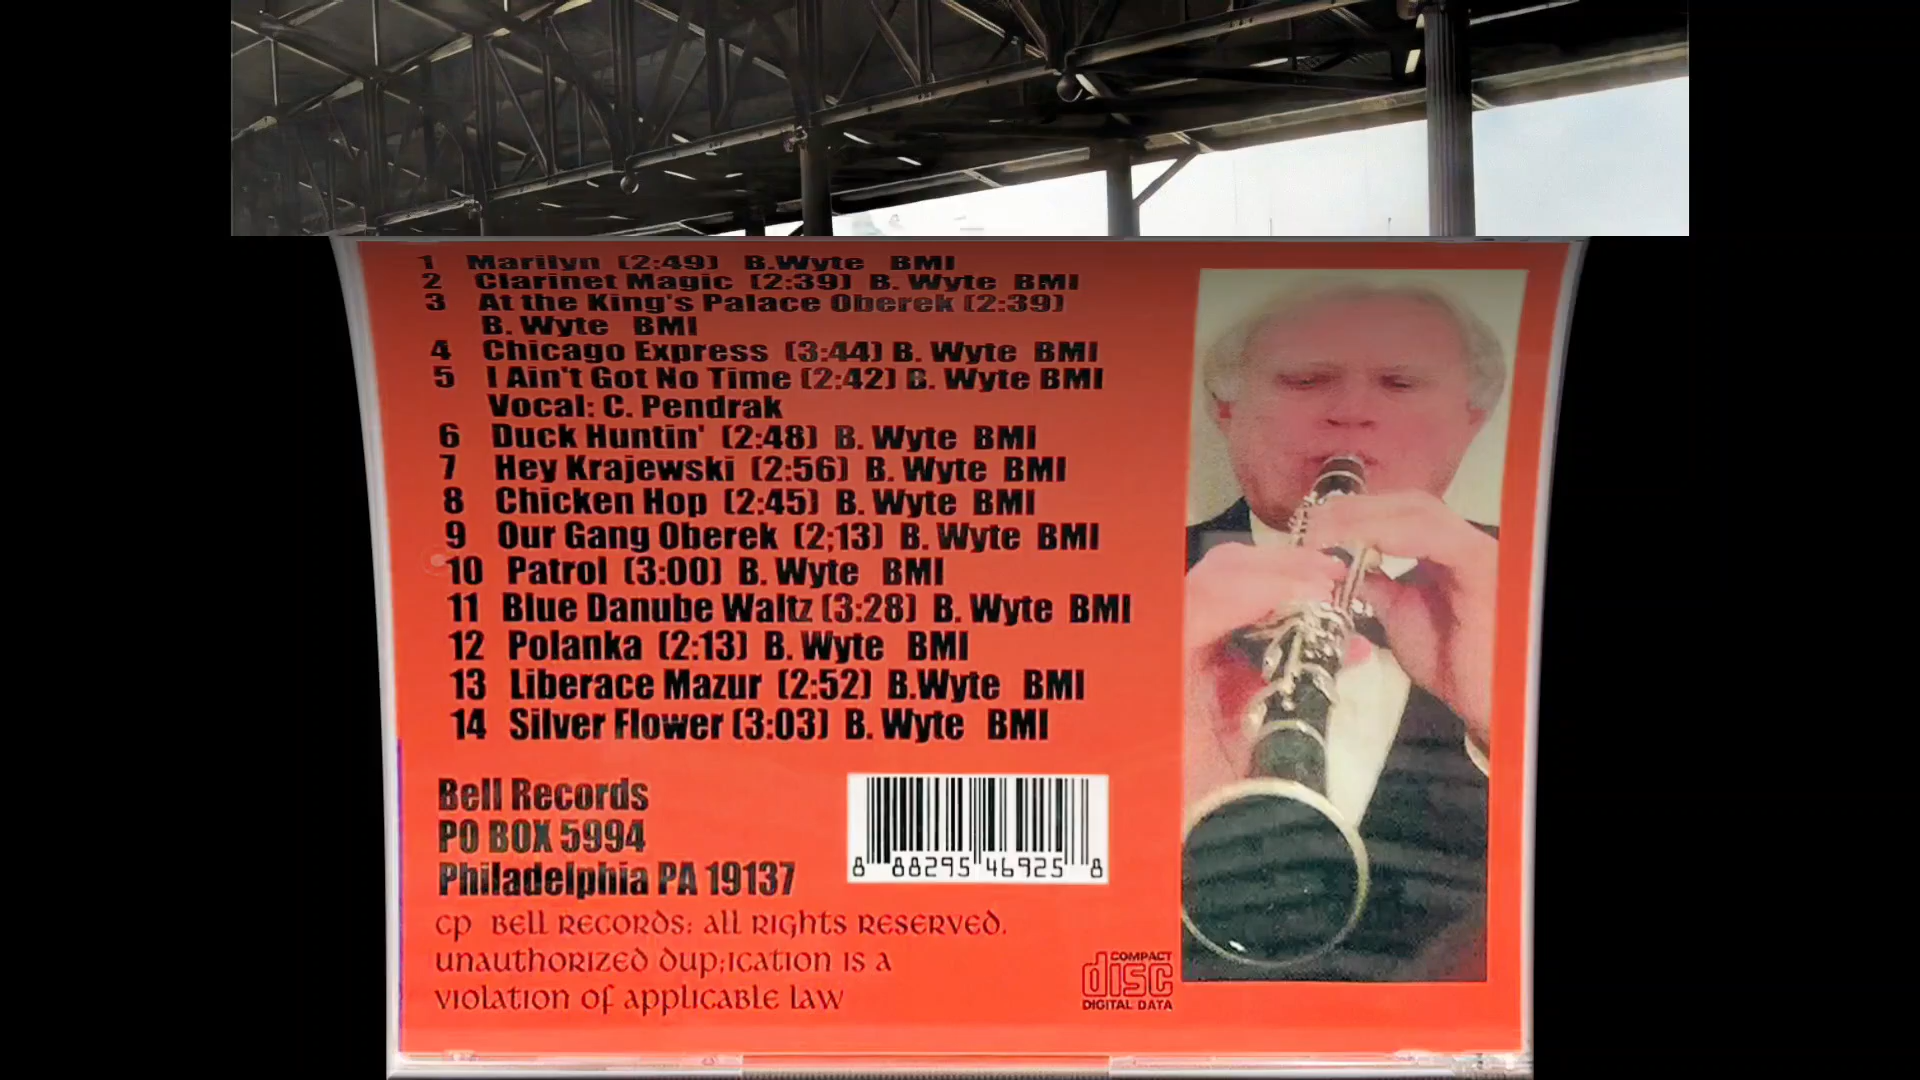 1 Marilyn (2:49) B.Wyte BMI
2 Clarinet Magic (2:39) B. Wyte BMI
3 At the King's Palace Oberek (2:39)
B. Wyte BMI
4 Chicago Express (3:44) B. Wyte BMI
5 I Ain't Got No Time (2:42) B. Wyte BMI
Vocal: C. Pendrak
6 Duck Huntin' (2:48) B. Wyte BMI
7 Hey Krajewski (2:56) B. Wyte BMI
8 Chicken Hop (2:45) B. Wyte BMI
9 Our Gang Oberek (2;13) B. Wyte BMI
10 Patrol (3:00) B. Wyte BMI
11 Blue Danube Waltz (3:28) B. Wyte BMI
12 Polanka (2:13) B. Wyte BMI
13 Liberace Mazur (2:52) B.Wyte BMI
14 Silver Flower (3:03) B. Wyte BMI
Bell Records
PO BOX 5994
Philadelphia PA 19137
8 88295 46925 8
cp Bell Records: all rights reserved.
unauthorized dup;ication is a
violation of applicable law
COMPACT
disc
DIGITAL DATA